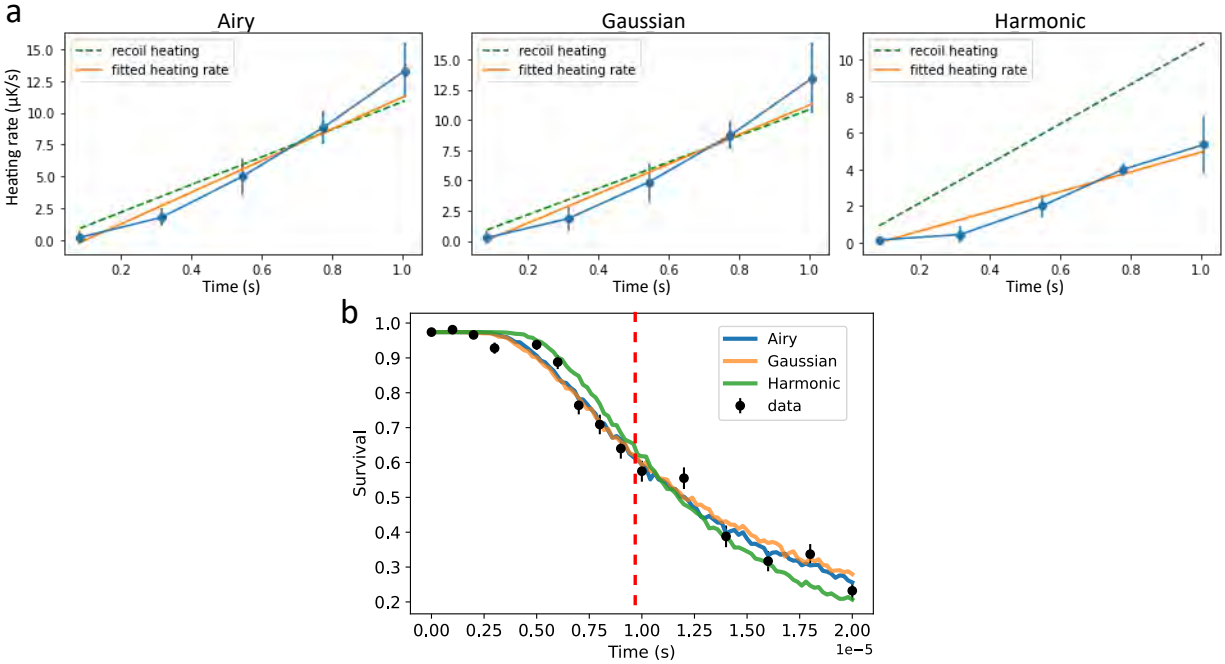 a
Airy
Gaussian
Harmonic
Heating rate (μK/s)
15.0
12.5
10.0
7.5
5.0
2.5
0.0
recoil heating
fitted heating rate
0.2
0.4
0.6
0.8
1.0
Time (s)
15.0
12.5
10.0
7.5
5.0
2.5
0.0
recoil heating
fitted heating rate
0.2
0.4
0.6
0.8
1.0
Time (s)
10
8
6
4
2
0
recoil heating
fitted heating rate
0.2
0.4
0.6
0.8
1.0
Time (s)
b
Survival
1.0
0.9
0.8
0.7
0.6
0.5
0.4
0.3
0.2
Airy
Gaussian
Harmonic
data
0.00
0.25
0.50
0.75
1.00
1.25
1.50
1.75
2.00
Time (s)
1e−5